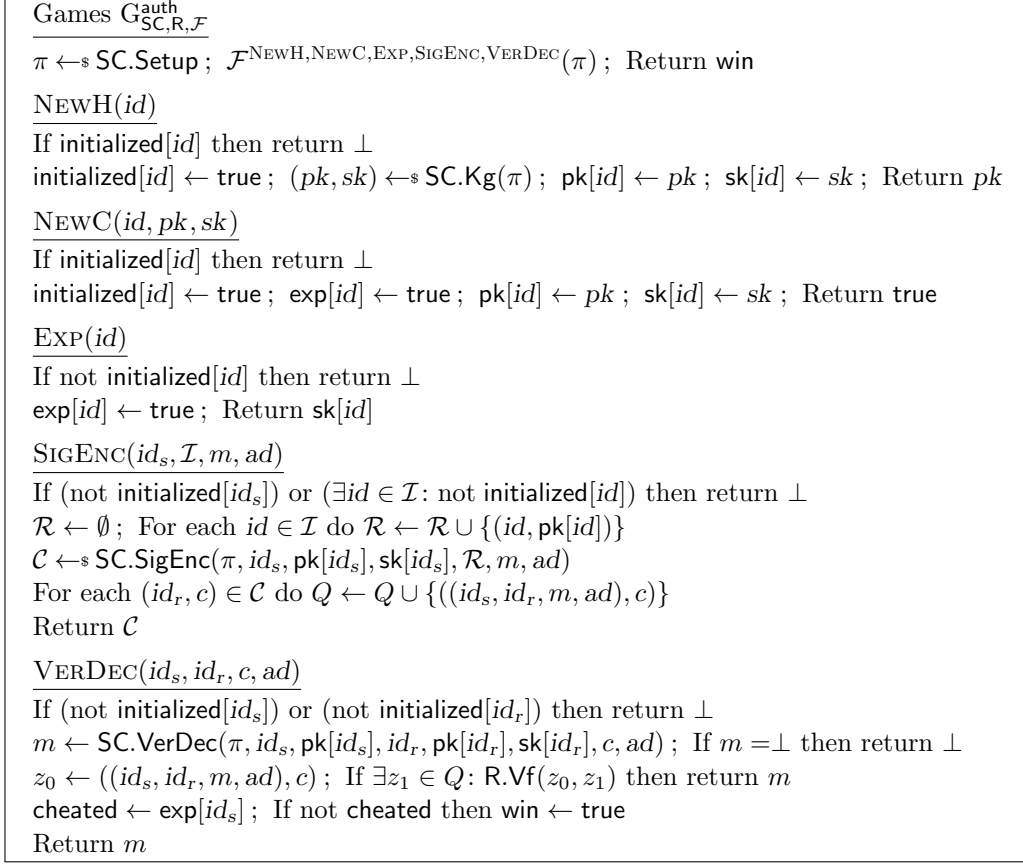 Games G^auth_SC,R,𝓕
π ←$ SC.Setup ; 𝓕^NewH,NewC,Exp,SigEnc,VerDec(π) ; Return win
NewH(id)
If initialized[id] then return ⊥
initialized[id] ← true ; (pk, sk) ←$ SC.Kg(π) ; pk[id] ← pk ; sk[id] ← sk ; Return pk
NewC(id, pk, sk)
If initialized[id] then return ⊥
initialized[id] ← true ; exp[id] ← true ; pk[id] ← pk ; sk[id] ← sk ; Return true
Exp(id)
If not initialized[id] then return ⊥
exp[id] ← true ; Return sk[id]
SigEnc(id_s, 𝓘, m, ad)
If (not initialized[id_s]) or (∃id ∈ 𝓘: not initialized[id]) then return ⊥
𝓡 ← ∅ ; For each id ∈ 𝓘 do 𝓡 ← 𝓡 ∪ {(id, pk[id])}
𝓒 ←$ SC.SigEnc(π, id_s, pk[id_s], sk[id_s], 𝓡, m, ad)
For each (id_r, c) ∈ 𝓒 do Q ← Q ∪ {((id_s, id_r, m, ad), c)}
Return 𝓒
VerDec(id_s, id_r, c, ad)
If (not initialized[id_s]) or (not initialized[id_r]) then return ⊥
m ← SC.VerDec(π, id_s, pk[id_s], id_r, pk[id_r], sk[id_r], c, ad) ; If m =⊥ then return ⊥
z_0 ← ((id_s, id_r, m, ad), c) ; If ∃z_1 ∈ Q: R.Vf(z_0, z_1) then return m
cheated ← exp[id_s] ; If not cheated then win ← true
Return m